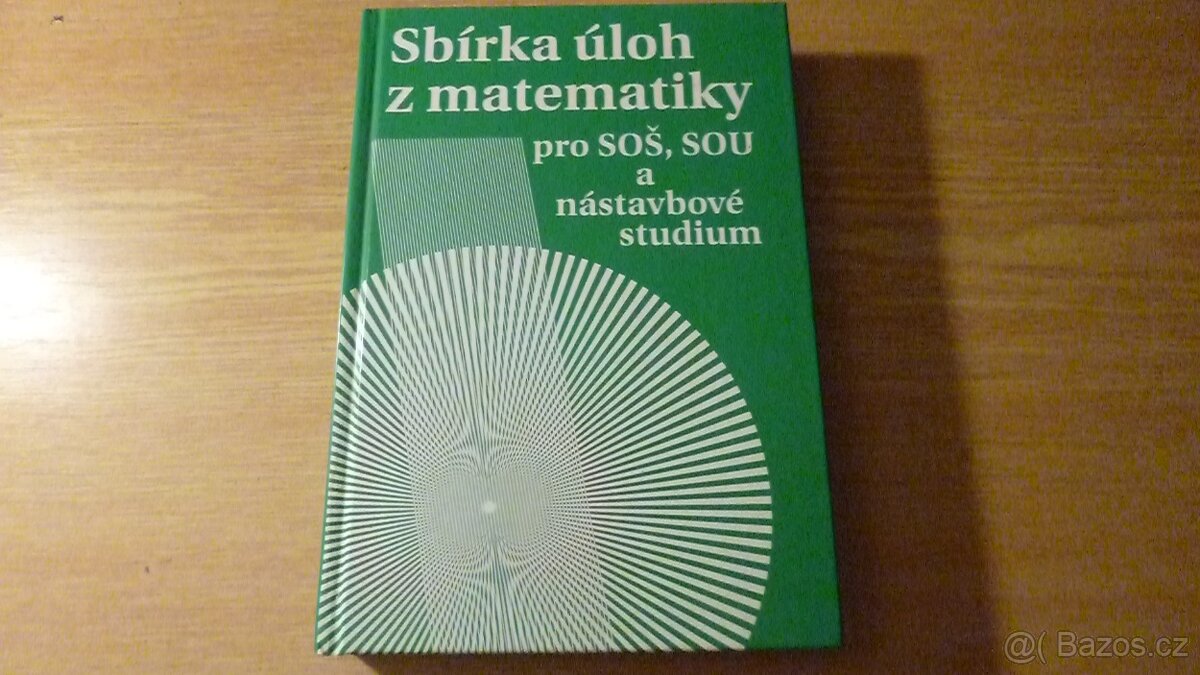 Sbírka úloh
z matematiky
pro SOŠ, SOU
a
nástavbové
studium
@( Bazos.cz